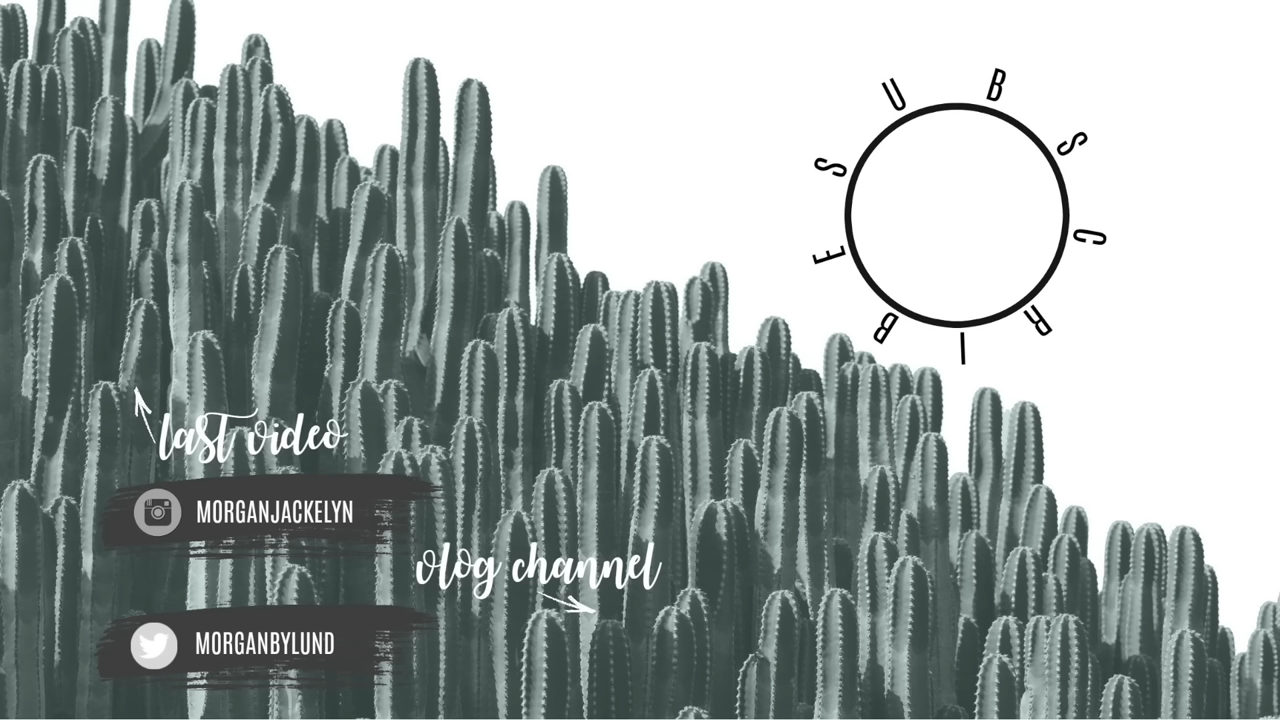 SUBSCRIBE
last video
MORGANJACKELYN
vlog channel
MORGANBYLUND